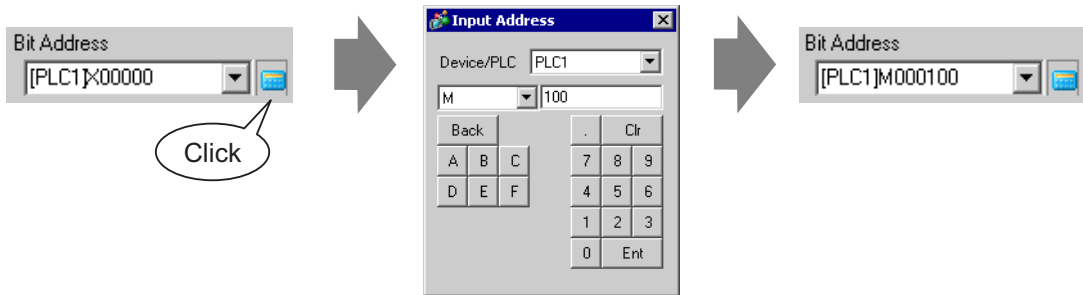 Bit Address
[PLC1]X00000
Click
Input Address
Device/PLC PLC1
M 100
Back . Clr
A B C 7 8 9
D E F 4 5 6
1 2 3
0 Ent
Bit Address
[PLC1]M000100